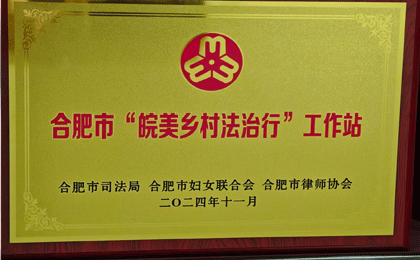 合肥市“皖美乡村法治行”工作站
合肥市司法局 合肥市妇女联合会 合肥市律师协会
二〇二四年十一月